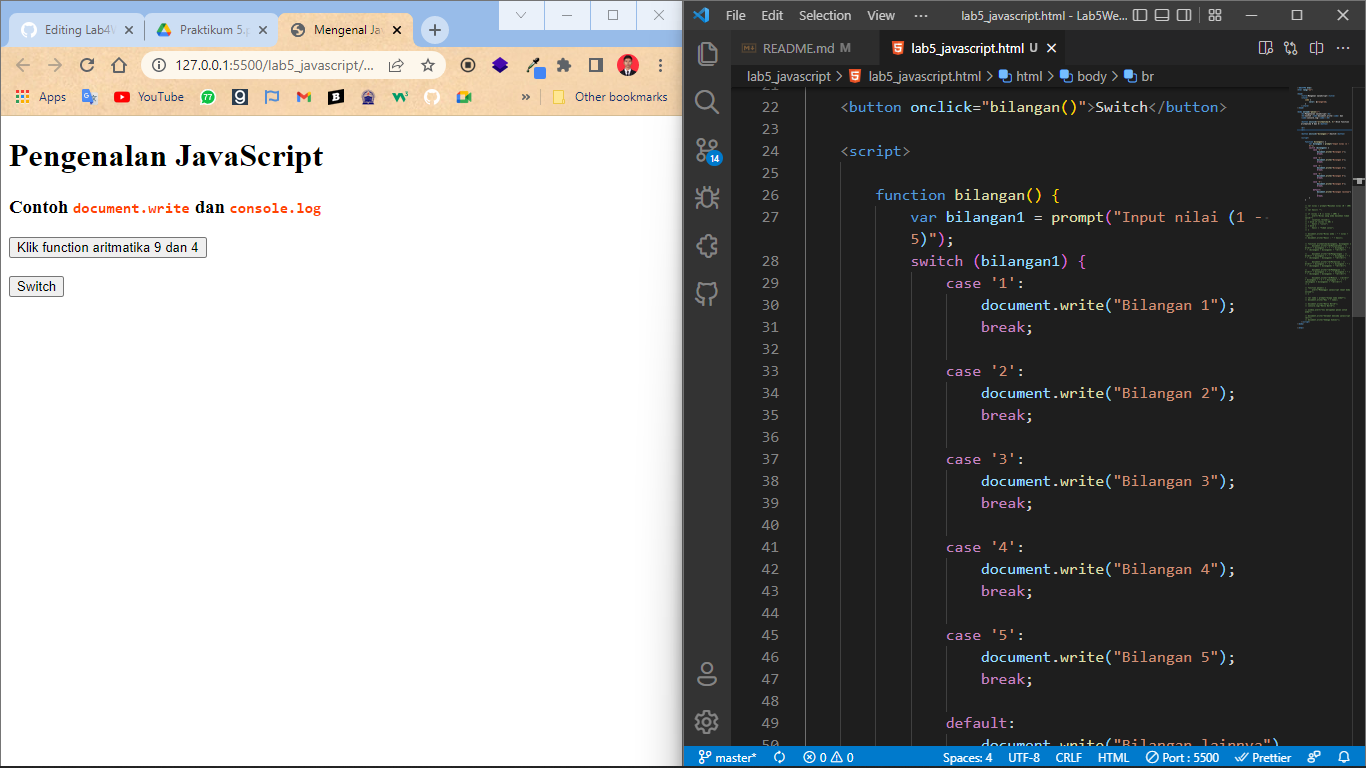 Editing Lab4W
Praktikum 5.p
Mengenal Jav
127.0.0.1:5500/lab5_javascript/...
Apps
YouTube
77
»
Other bookmarks
Pengenalan JavaScript
Contoh document.write dan console.log
Klik function aritmatika 9 dan 4
Switch
File Edit Selection View ··· lab5_javascript.html - Lab5We...
README.md M
lab5_javascript.html U
lab5_javascript > lab5_javascript.html > html > body > br
21
22 <button onclick="bilangan()">Switch</button>
23
24 <script>
25
26 function bilangan() {
27 var bilangan1 = prompt("Input nilai (1 -
5)");
28 switch (bilangan1) {
29 case '1':
30 document.write("Bilangan 1");
31 break;
32
33 case '2':
34 document.write("Bilangan 2");
35 break;
36
37 case '3':
38 document.write("Bilangan 3");
39 break;
40
41 case '4':
42 document.write("Bilangan 4");
43 break;
44
45 case '5':
46 document.write("Bilangan 5");
47 break;
48
49 default:
50 document.write("Bilangan lainnya")
14
master* 0 0 Spaces: 4 UTF-8 CRLF HTML Port : 5500 Prettier